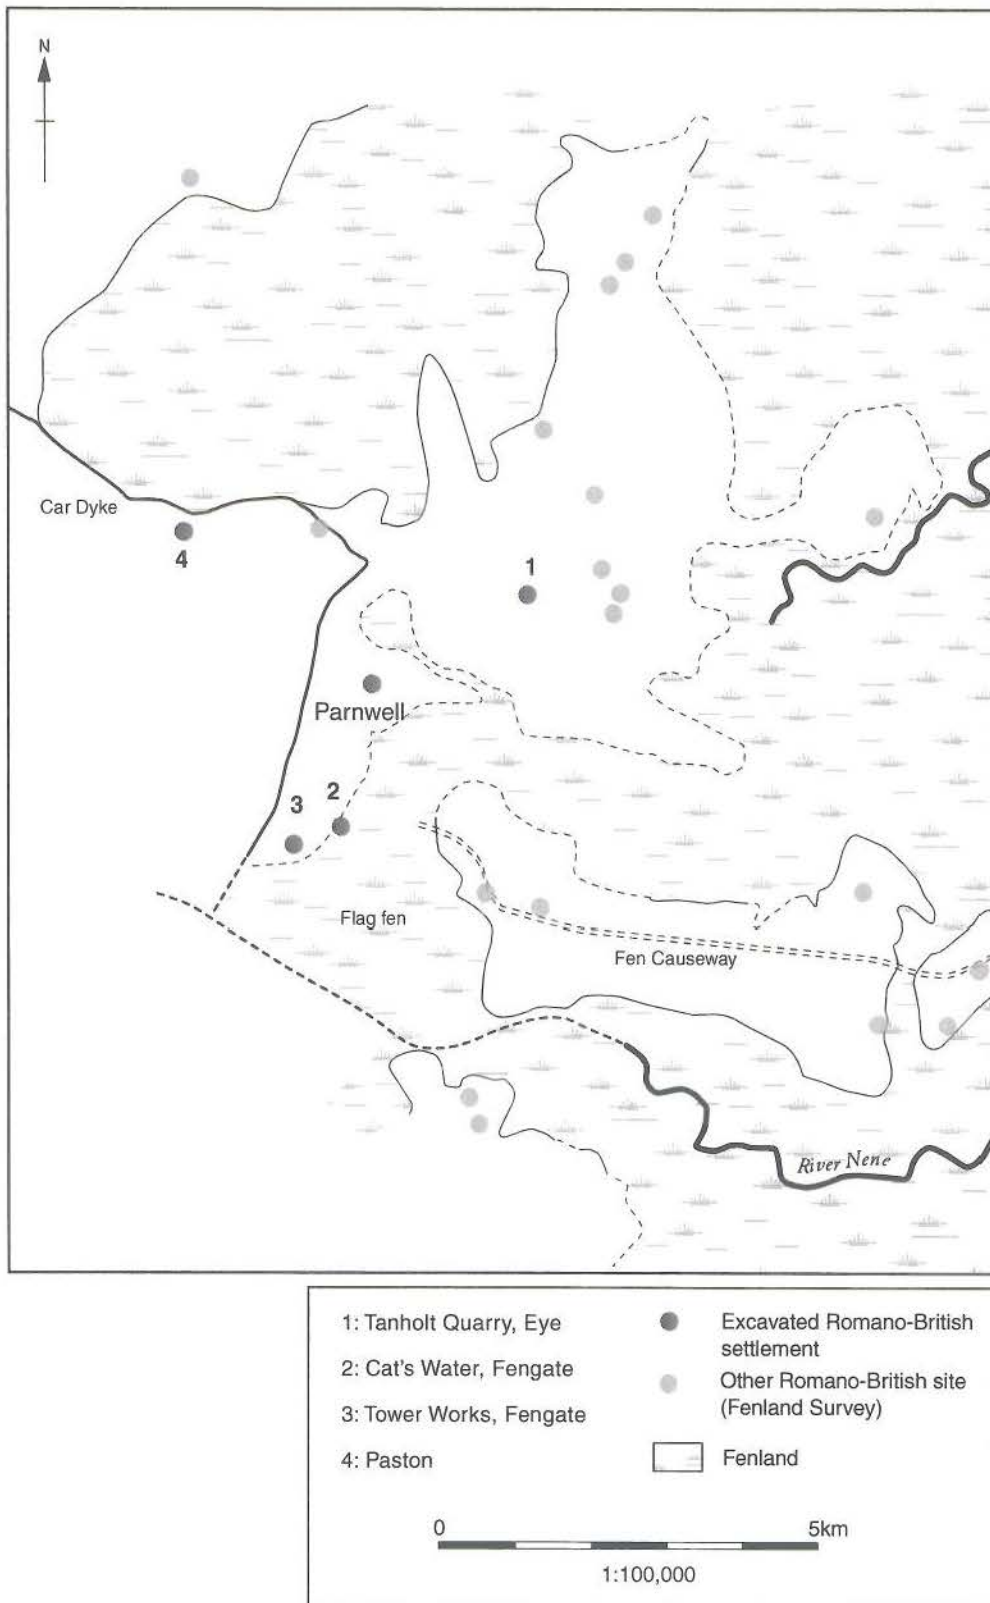 N
Car Dyke
4
1
Parnwell
3
2
Flag fen
Fen Causeway
River Nene
1: Tanholt Quarry, Eye
2: Cat's Water, Fengate
3: Tower Works, Fengate
4: Paston
Excavated Romano-British
settlement
Other Romano-British site
(Fenland Survey)
Fenland
0
5km
1:100,000